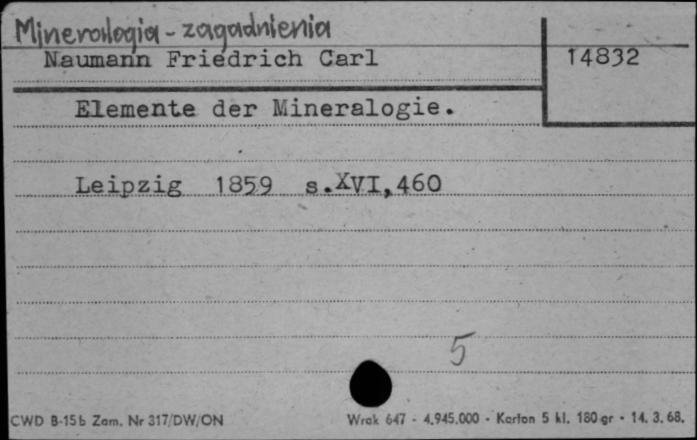 Mineralogia - zagadnienia
Naumann Friedrich Carl
14832
Elemente der Mineralogie.
Leipzig 1859 s.XVI,460
5
CWD B-15b Zam. Nr 317/DW/ON
Wrak 647 - 4.945.000 - Karton 5 kl. 180 gr - 14. 3. 68.